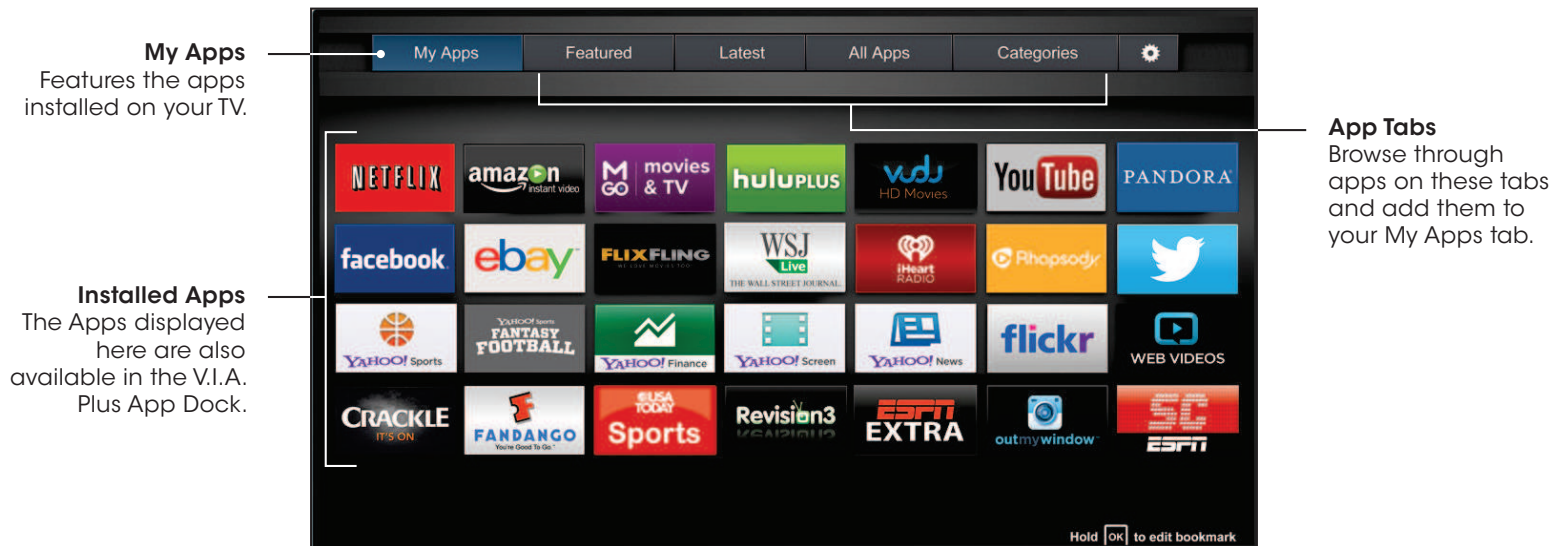 My Apps
Features the apps
installed on your TV.
Installed Apps
The Apps displayed
here are also
available in the V.I.A.
Plus App Dock.
My Apps Featured Latest All Apps Categories
NETFLIX
amazon
instant video
M GO movies & TV
huluPLUS
vudu
HD Movies
YouTube
PANDORA
facebook
ebay
FLIXFLING
WE LOVE MOVIES TOO
WSJ
Live
THE WALL STREET JOURNAL.
iHeart
RADIO
Rhapsody
YAHOO! Sports
YAHOO! Sports
FANTASY
FOOTBALL
YAHOO! Finance
YAHOO! Screen
YAHOO! News
flickr
WEB VIDEOS
CRACKLE
IT'S ON
FANDANGO
You're Good To Go.
USA
TODAY
Sports
Revision3
ESPN
EXTRA
outmywindow
SC
ESPN
Hold OK to edit bookmark
App Tabs
Browse through
apps on these tabs
and add them to
your My Apps tab.